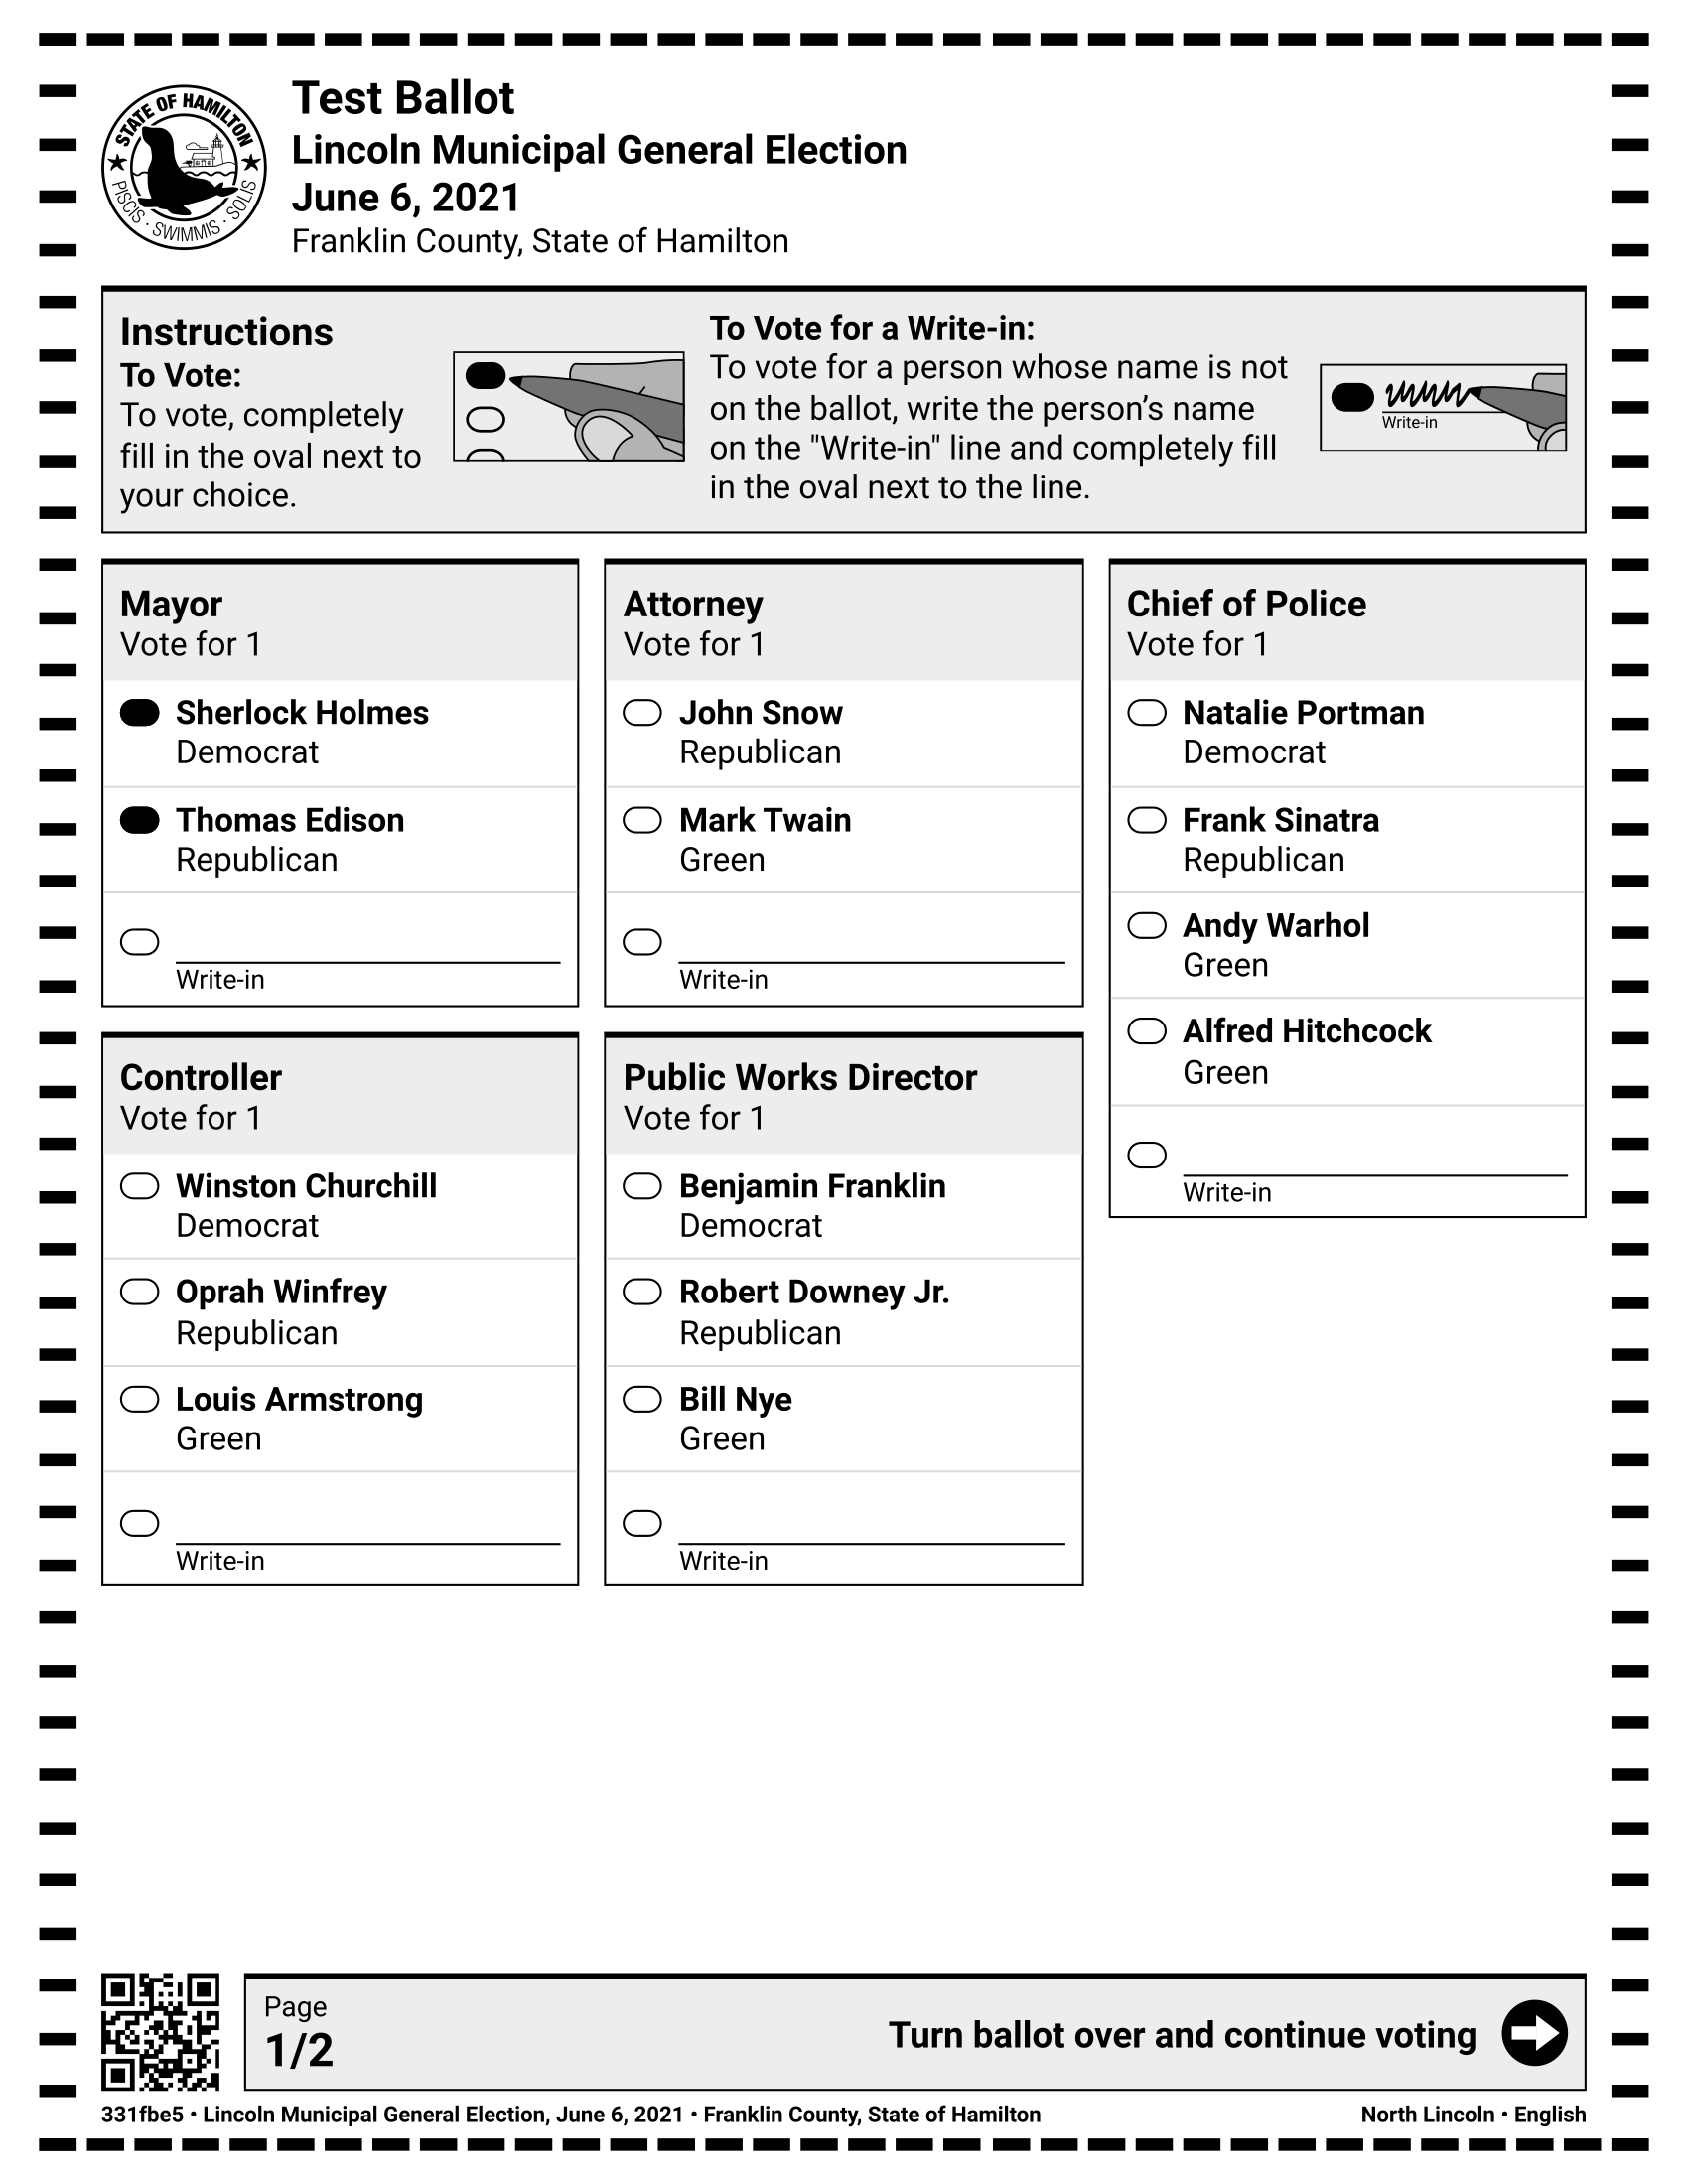 STATE OF HAMILTON
PISCIS · SWIMMIS · SOLIS
Test Ballot
Lincoln Municipal General Election
June 6, 2021
Franklin County, State of Hamilton
Instructions
To Vote:
To vote, completely
fill in the oval next to
your choice.
To Vote for a Write-in:
To vote for a person whose name is not
on the ballot, write the person’s name
on the "Write-in" line and completely fill
in the oval next to the line.
Write-in
Mayor
Vote for 1
Sherlock Holmes
Democrat
Thomas Edison
Republican
Write-in
Controller
Vote for 1
Winston Churchill
Democrat
Oprah Winfrey
Republican
Louis Armstrong
Green
Write-in
Attorney
Vote for 1
John Snow
Republican
Mark Twain
Green
Write-in
Public Works Director
Vote for 1
Benjamin Franklin
Democrat
Robert Downey Jr.
Republican
Bill Nye
Green
Write-in
Chief of Police
Vote for 1
Natalie Portman
Democrat
Frank Sinatra
Republican
Andy Warhol
Green
Alfred Hitchcock
Green
Write-in
Page
1/2
Turn ballot over and continue voting
331fbe5 • Lincoln Municipal General Election, June 6, 2021 • Franklin County, State of Hamilton
North Lincoln • English